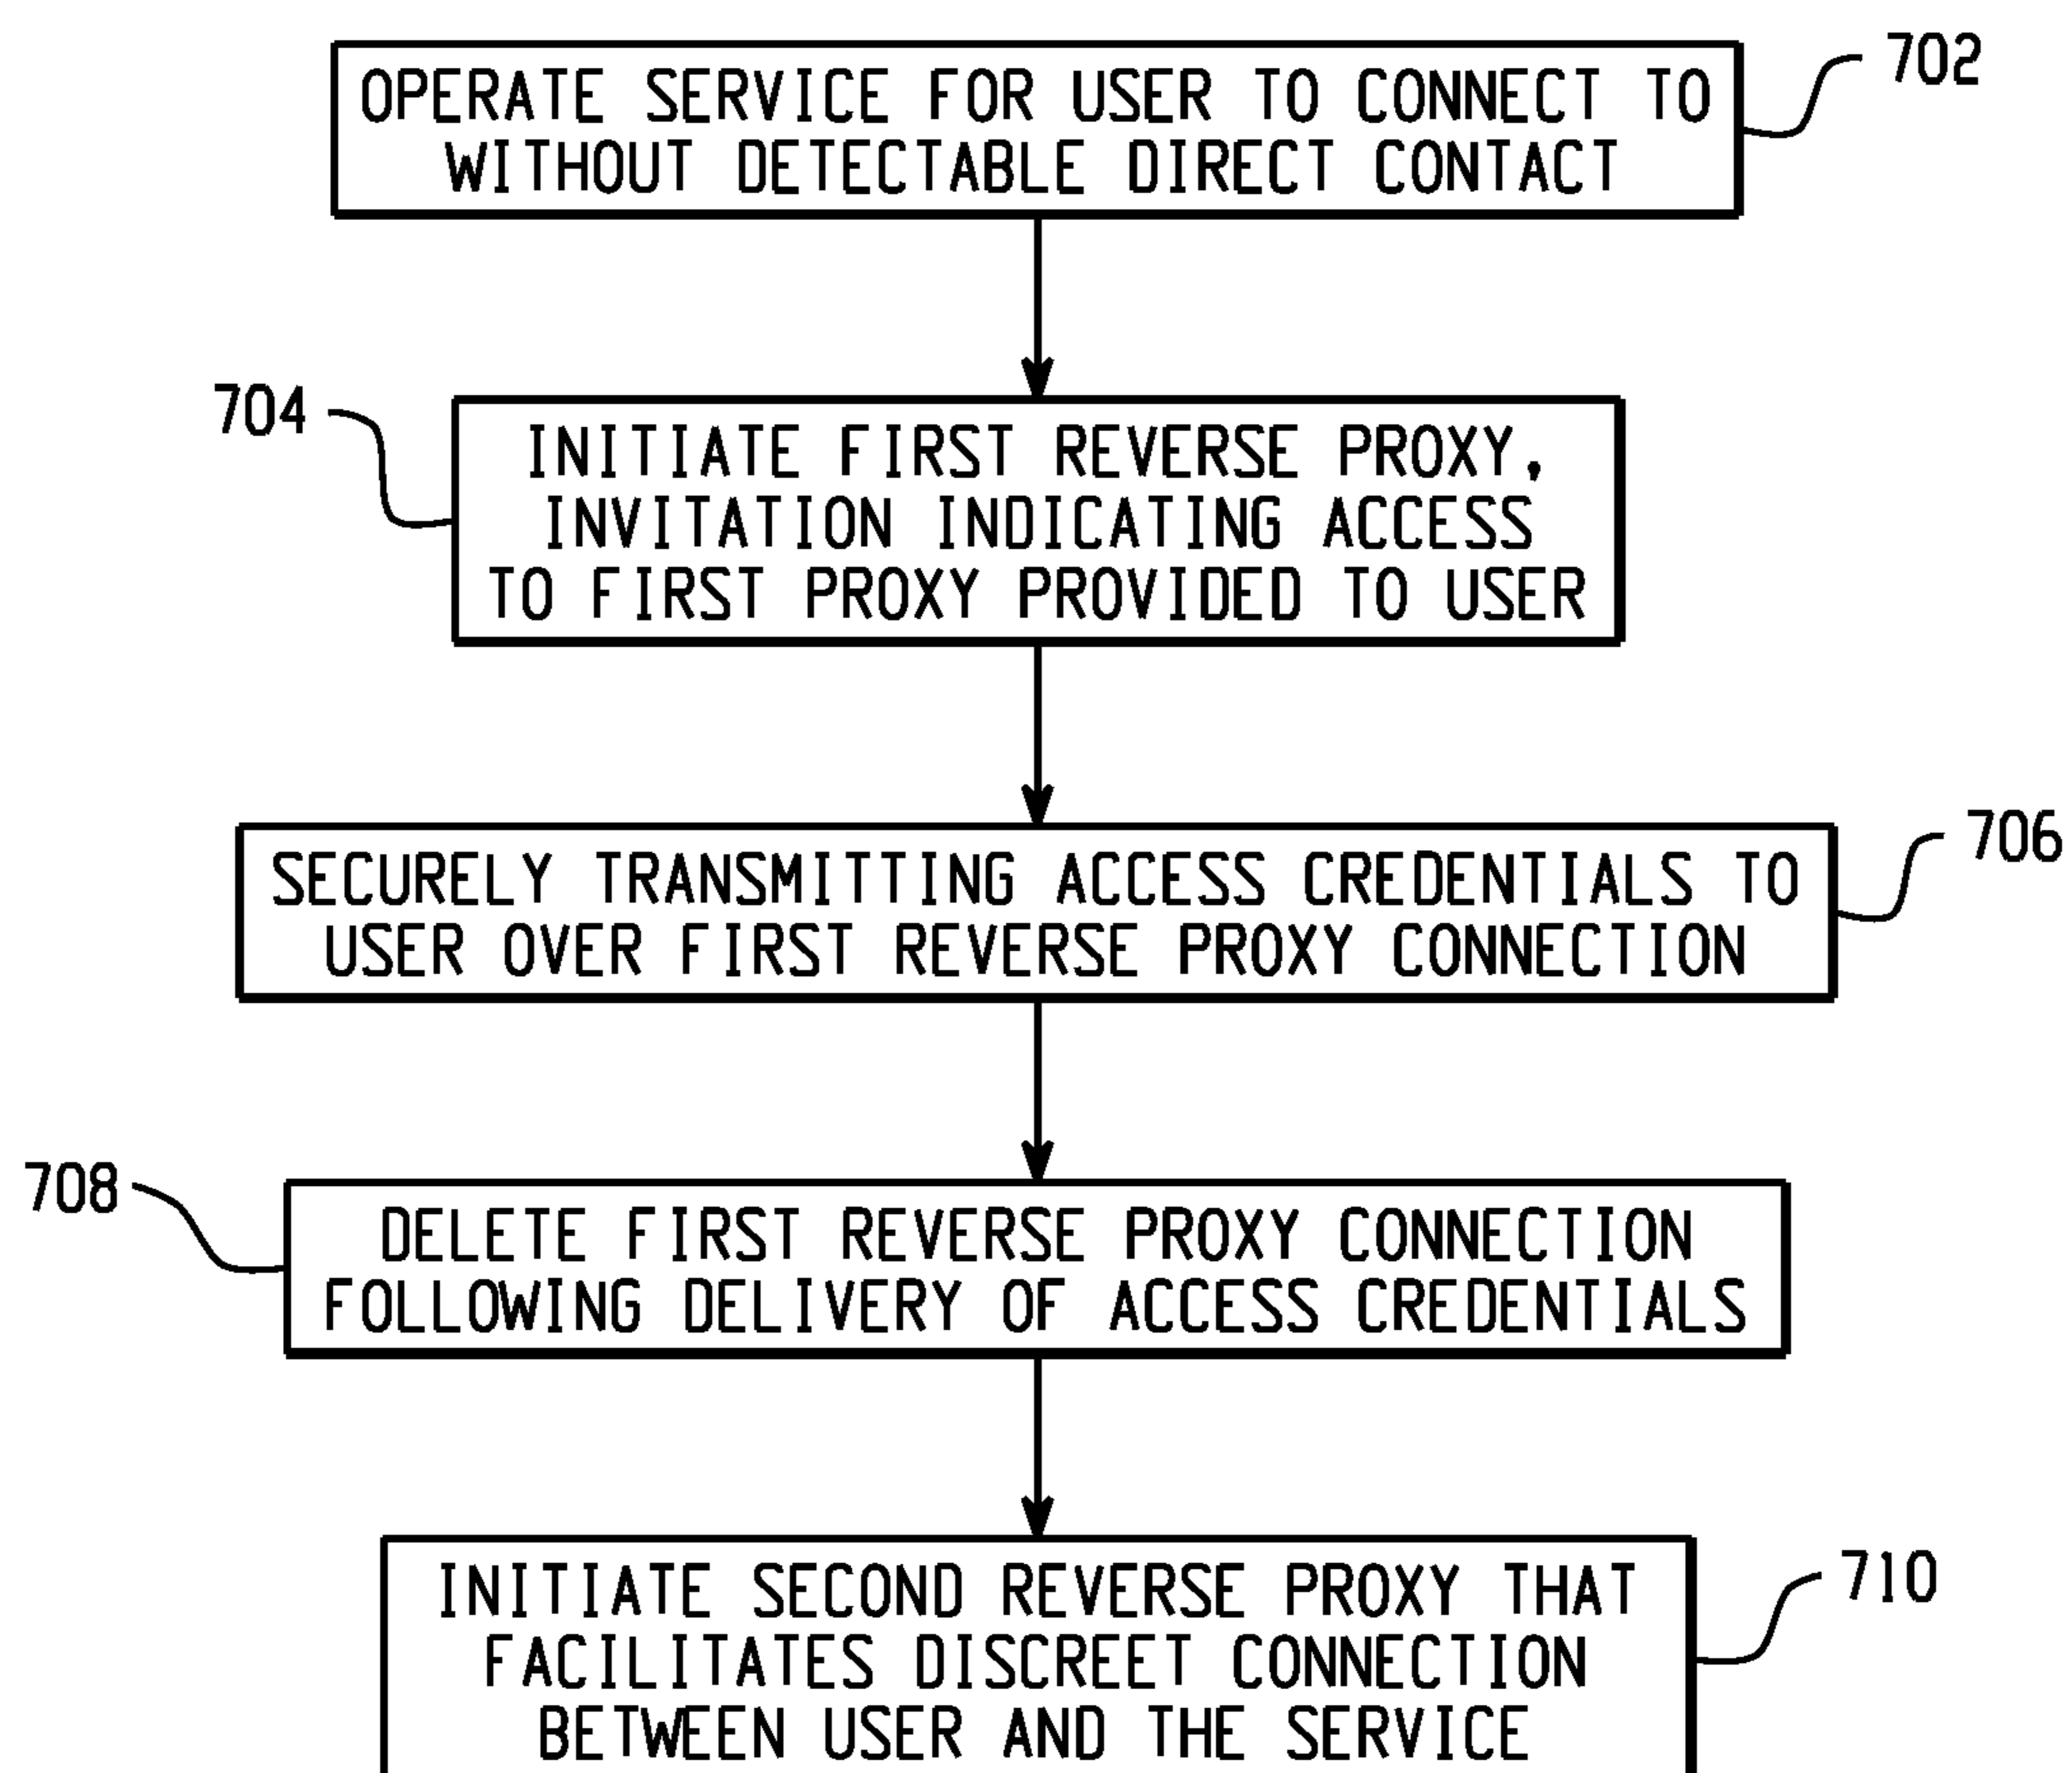 702
OPERATE SERVICE FOR USER TO CONNECT TO
WITHOUT DETECTABLE DIRECT CONTACT
704
INITIATE FIRST REVERSE PROXY,
INVITATION INDICATING ACCESS
TO FIRST PROXY PROVIDED TO USER
706
SECURELY TRANSMITTING ACCESS CREDENTIALS TO
USER OVER FIRST REVERSE PROXY CONNECTION
708
DELETE FIRST REVERSE PROXY CONNECTION
FOLLOWING DELIVERY OF ACCESS CREDENTIALS
710
INITIATE SECOND REVERSE PROXY THAT
FACILITATES DISCREET CONNECTION
BETWEEN USER AND THE SERVICE